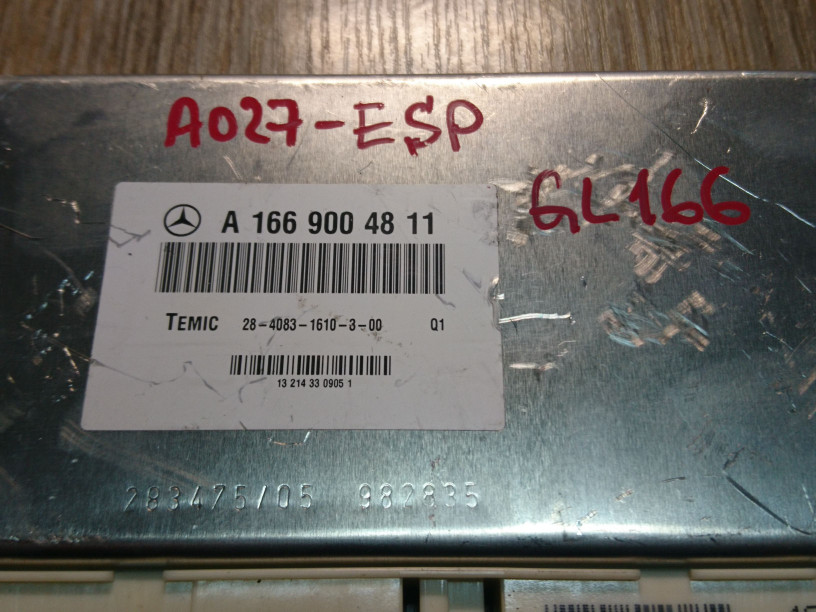 A027-ESP
GL166
A 166 900 48 11
TEMIC 28-4083-1610-3-00 Q1
13 214 33 0905 1
283475/05 982835